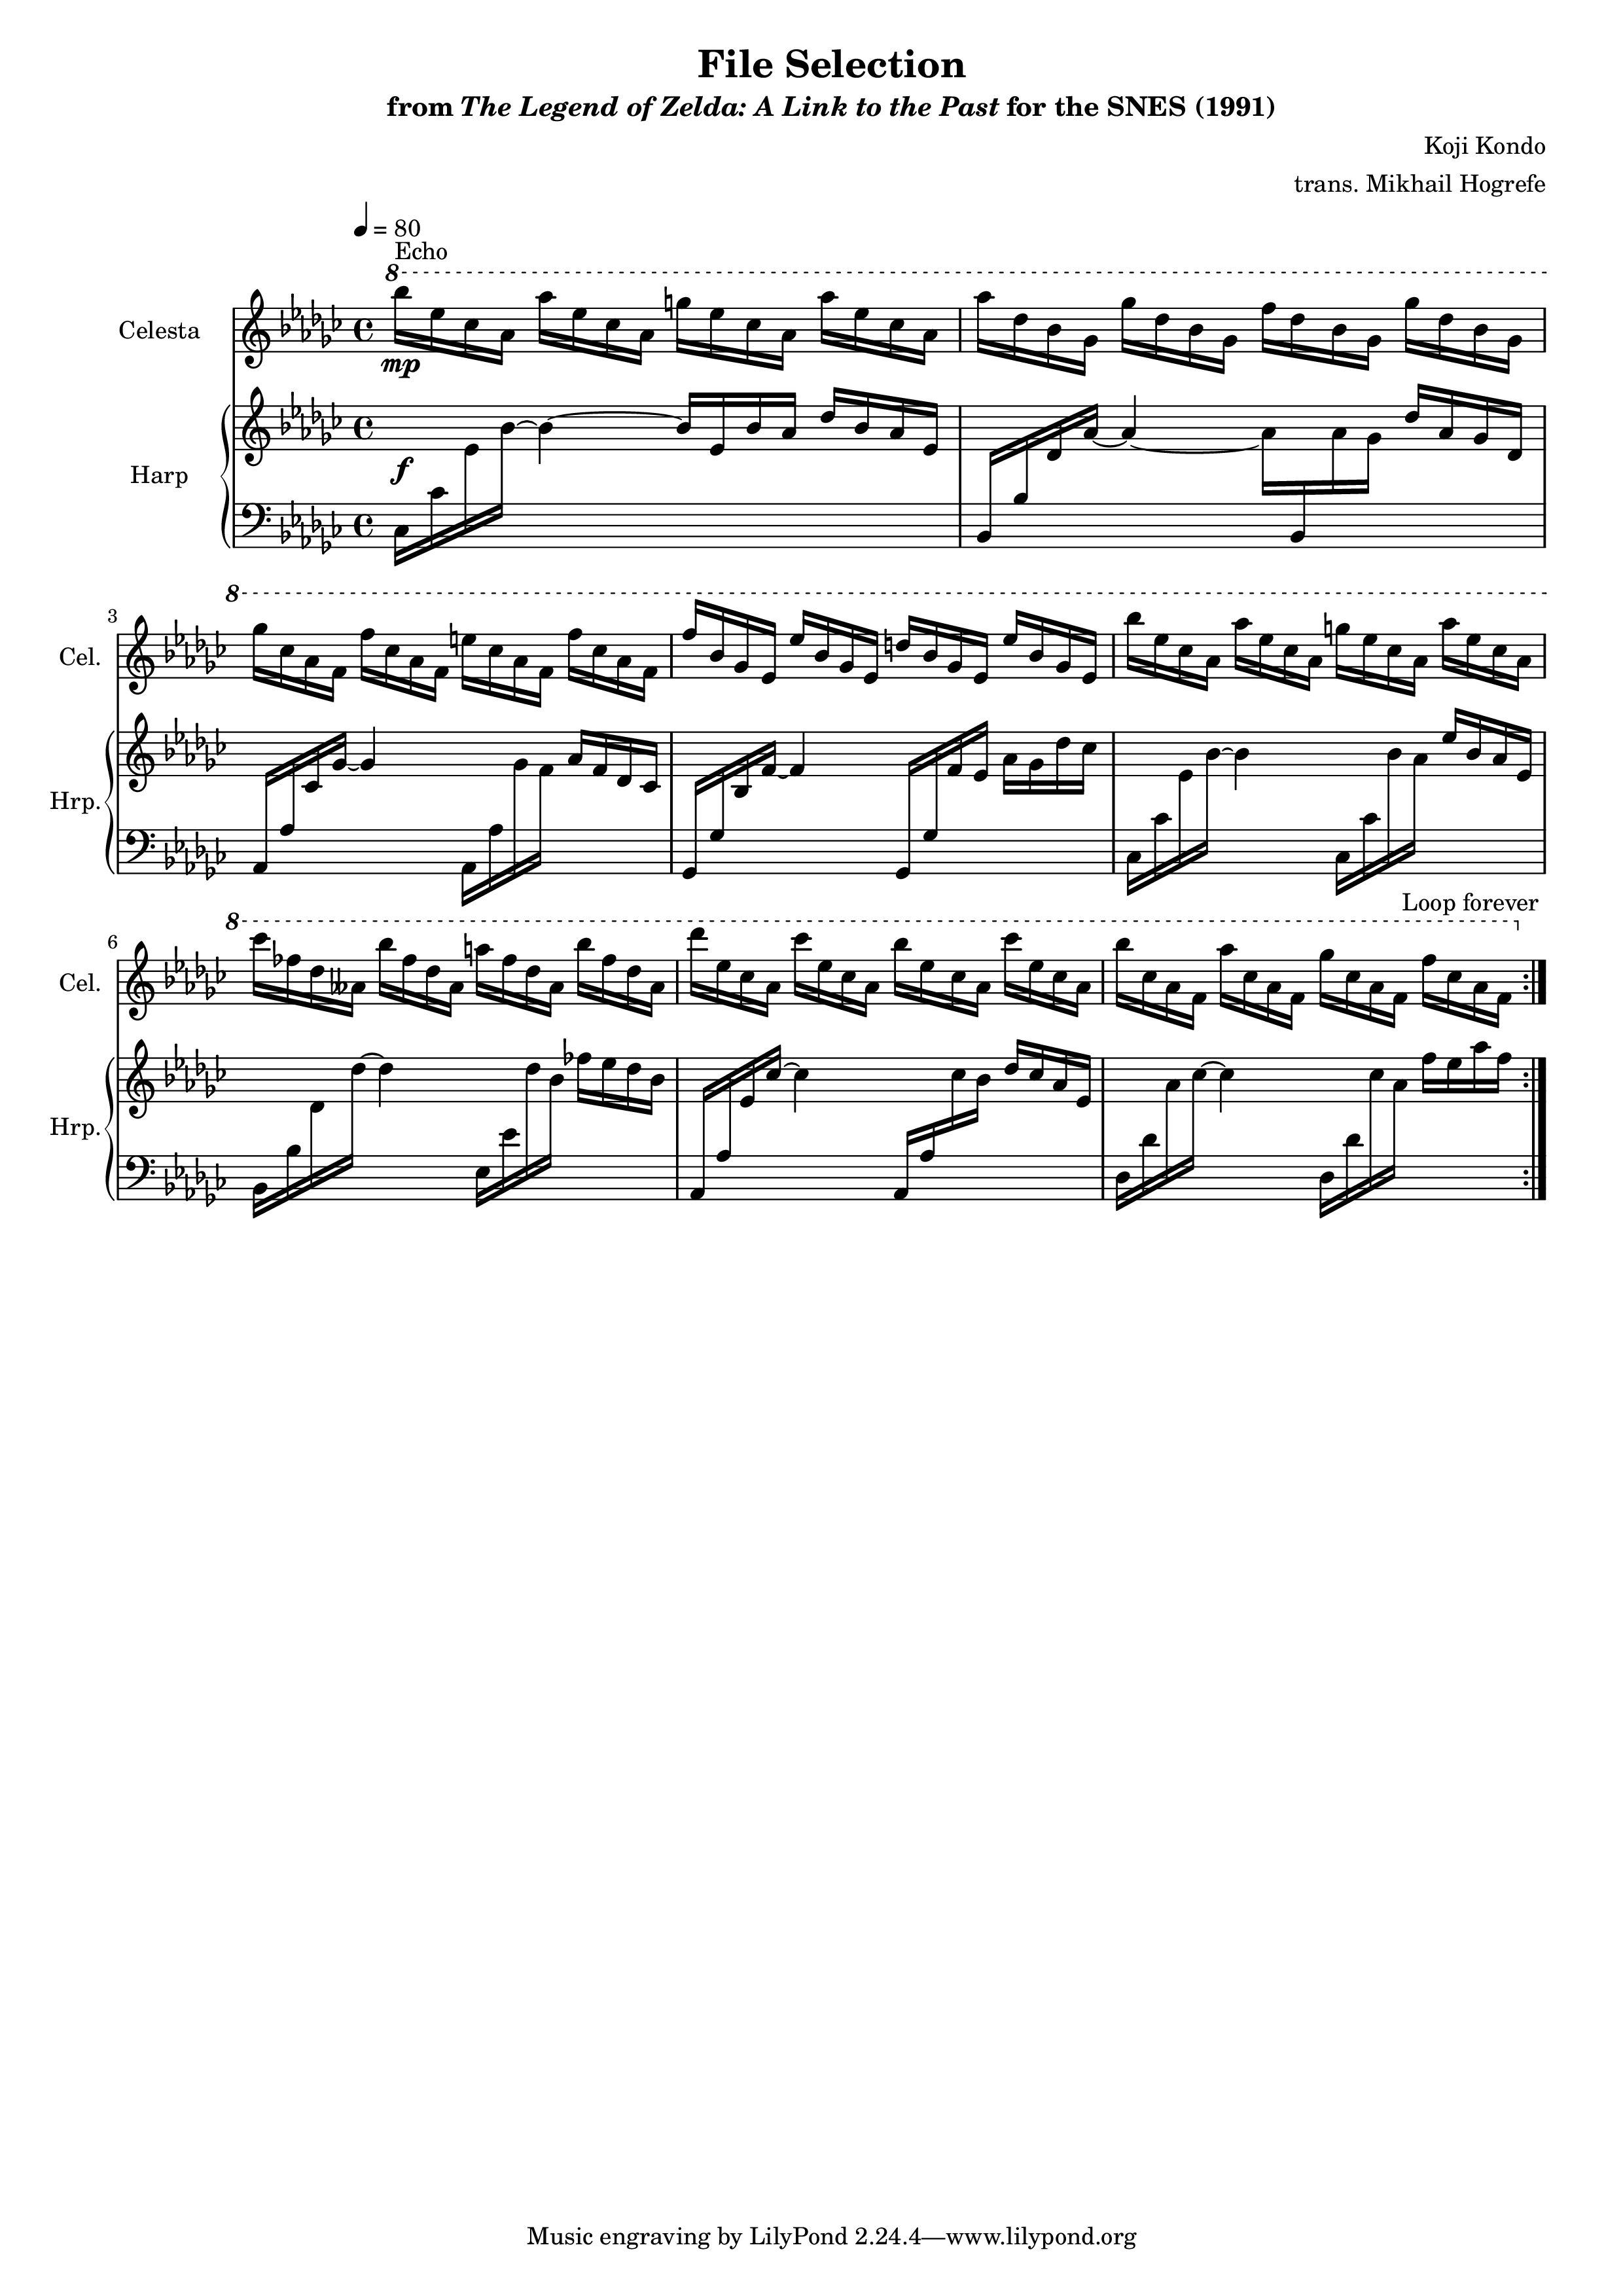 File Selection
from The Legend of Zelda: A Link to the Past for the SNES (1991)
Koji Kondo
trans. Mikhail Hogrefe
= 80
Echo
8
Celesta
mp
Harp
f
8
3
Cel.
Hrp.
Loop forever
8
6
Cel.
Hrp.
Music engraving by LilyPond 2.24.4—www.lilypond.org